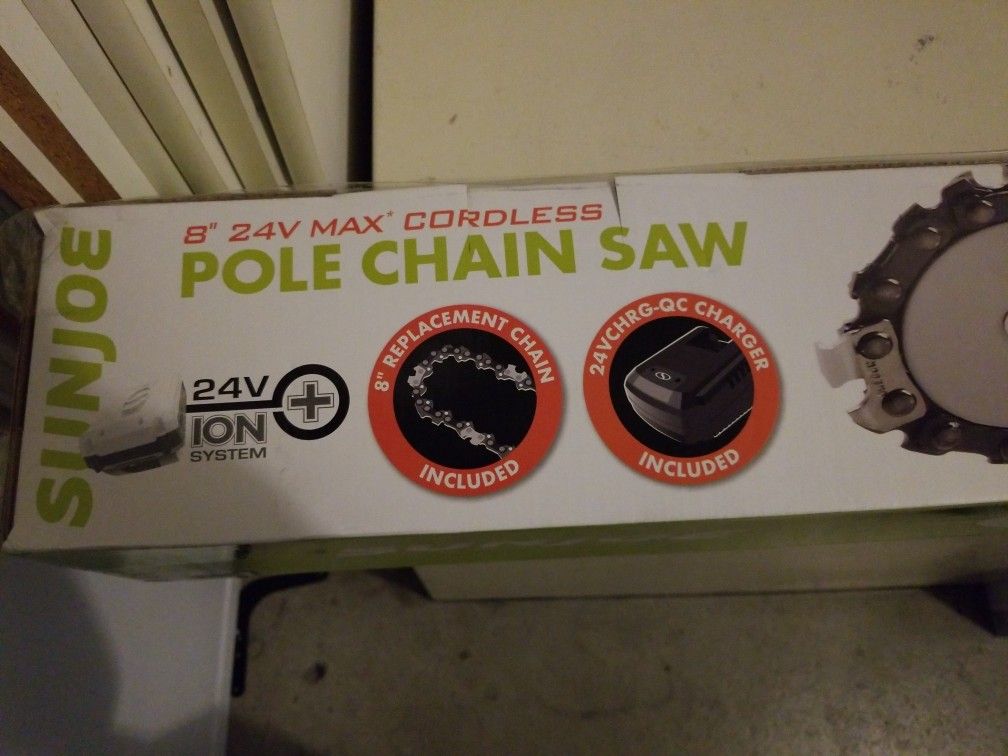 SUNJOE
8" 24V MAX* CORDLESS
POLE CHAIN SAW
24V
ION
SYSTEM
8" REPLACEMENT CHAIN
INCLUDED
24VCHRG-QC CHARGER
INCLUDED